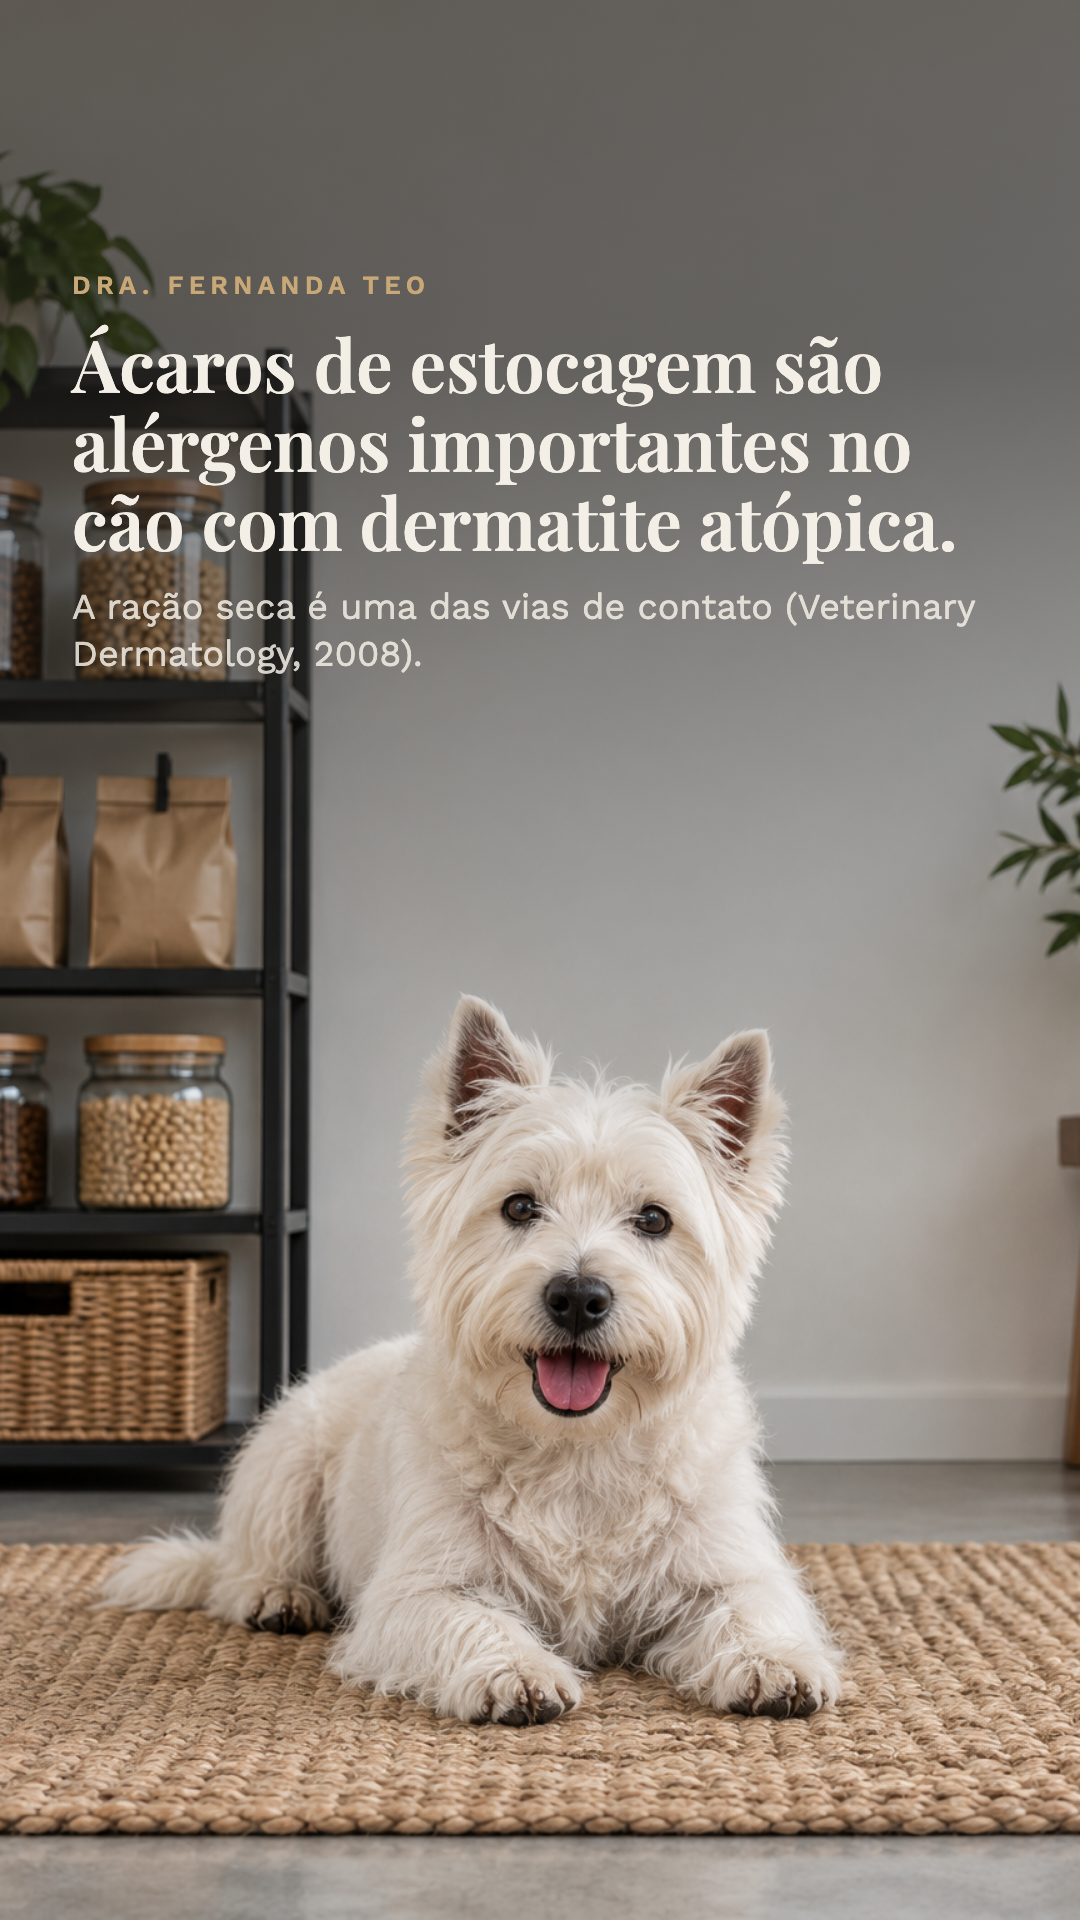 DRA. FERNANDA TEO
Ácaros de estocagem são
alérgenos importantes no
cão com dermatite atópica.
A ração seca é uma das vias de contato (Veterinary
Dermatology, 2008).